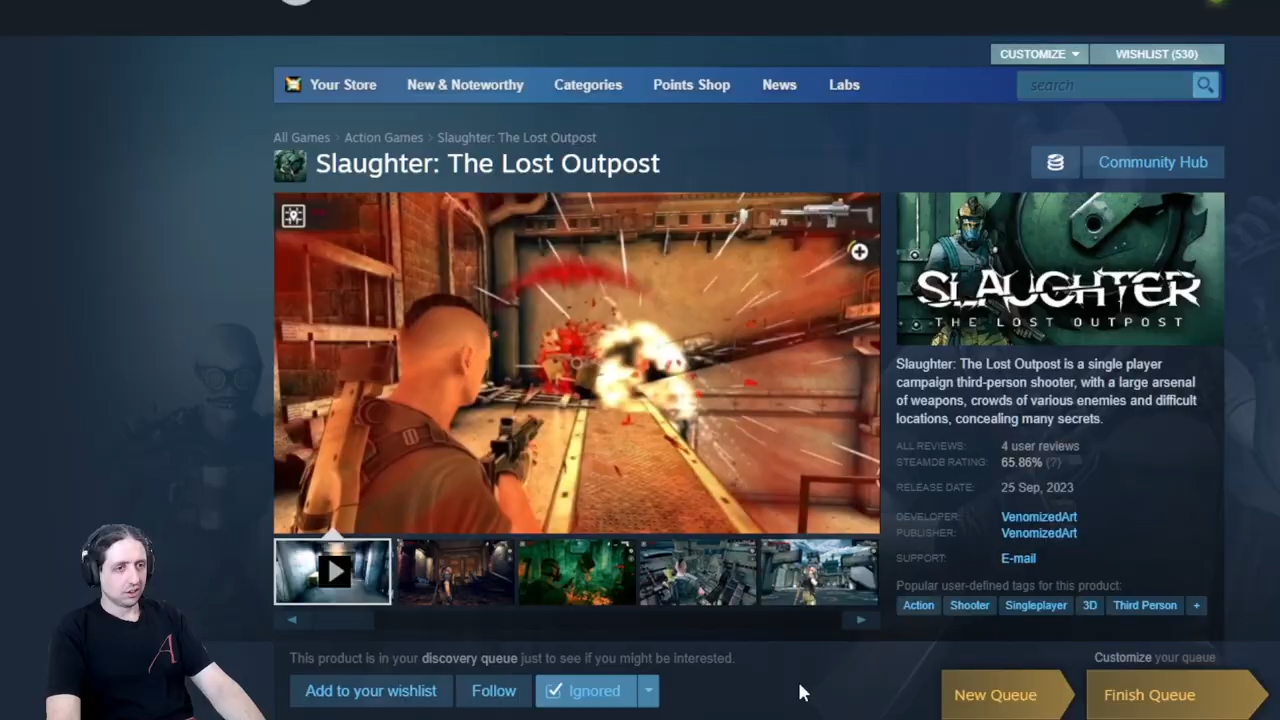 CUSTOMIZE
WISHLIST (530)
Your Store
New & Noteworthy
Categories
Points Shop
News
Labs
search
All Games > Action Games > Slaughter: The Lost Outpost
Slaughter: The Lost Outpost
Community Hub
SLAUGHTER
THE LOST OUTPOST
Slaughter: The Lost Outpost is a single player
campaign third-person shooter, with a large arsenal
of weapons, crowds of various enemies and difficult
locations, concealing many secrets.
ALL REVIEWS: 4 user reviews
STEAMDB RATING: 65.86% (?)
RELEASE DATE: 25 Sep, 2023
DEVELOPER: VenomizedArt
PUBLISHER: VenomizedArt
SUPPORT: E-mail
Popular user-defined tags for this product:
Action Shooter Singleplayer 3D Third Person +
This product is in your discovery queue just to see if you might be interested.
Customize your queue
Add to your wishlist
Follow
Ignored
New Queue
Finish Queue